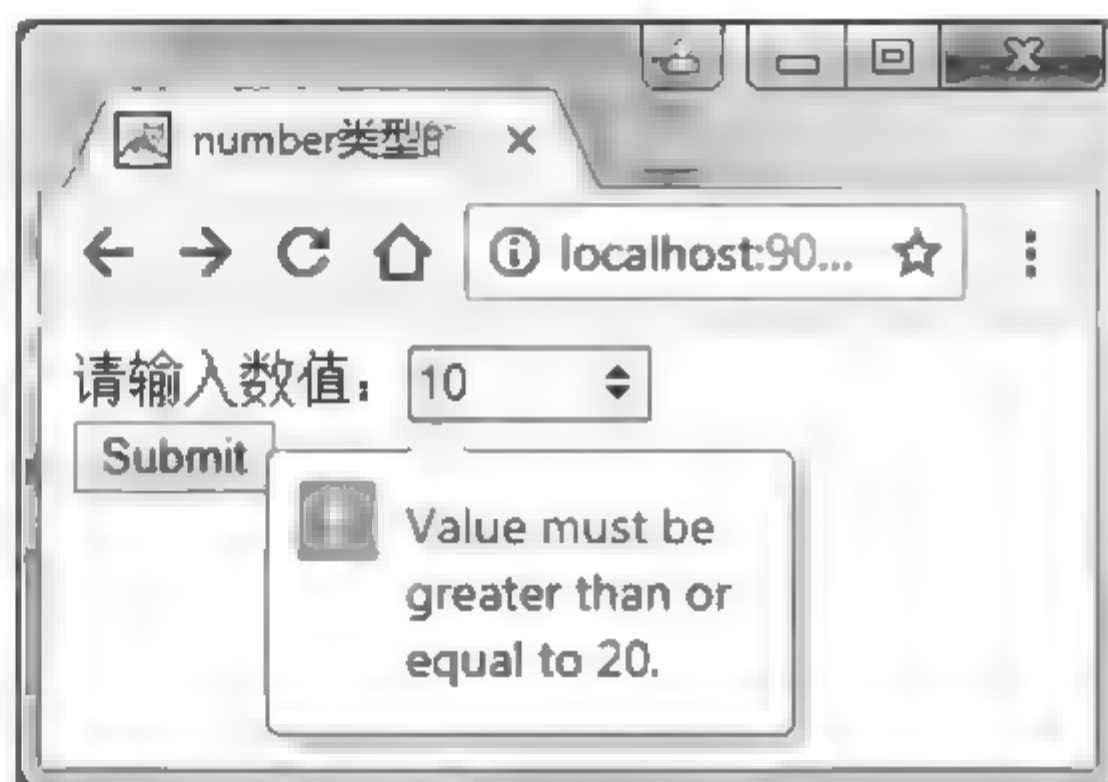 number类型
localhost:90...
请输入数值：
10
Submit
Value must be
greater than or
equal to 20.